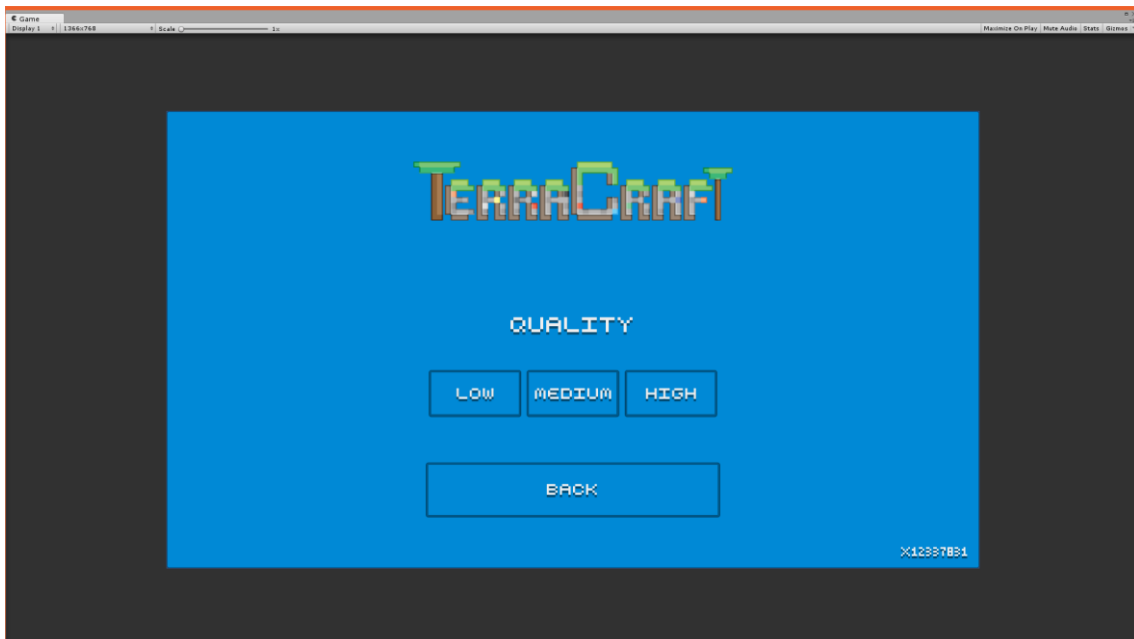 Game
Display 1 1366x768 Scale 1x Maximize On Play Mute Audio Stats Gizmos
TERRACRAFT
QUALITY
LOW MEDIUM HIGH
BACK
X12337831